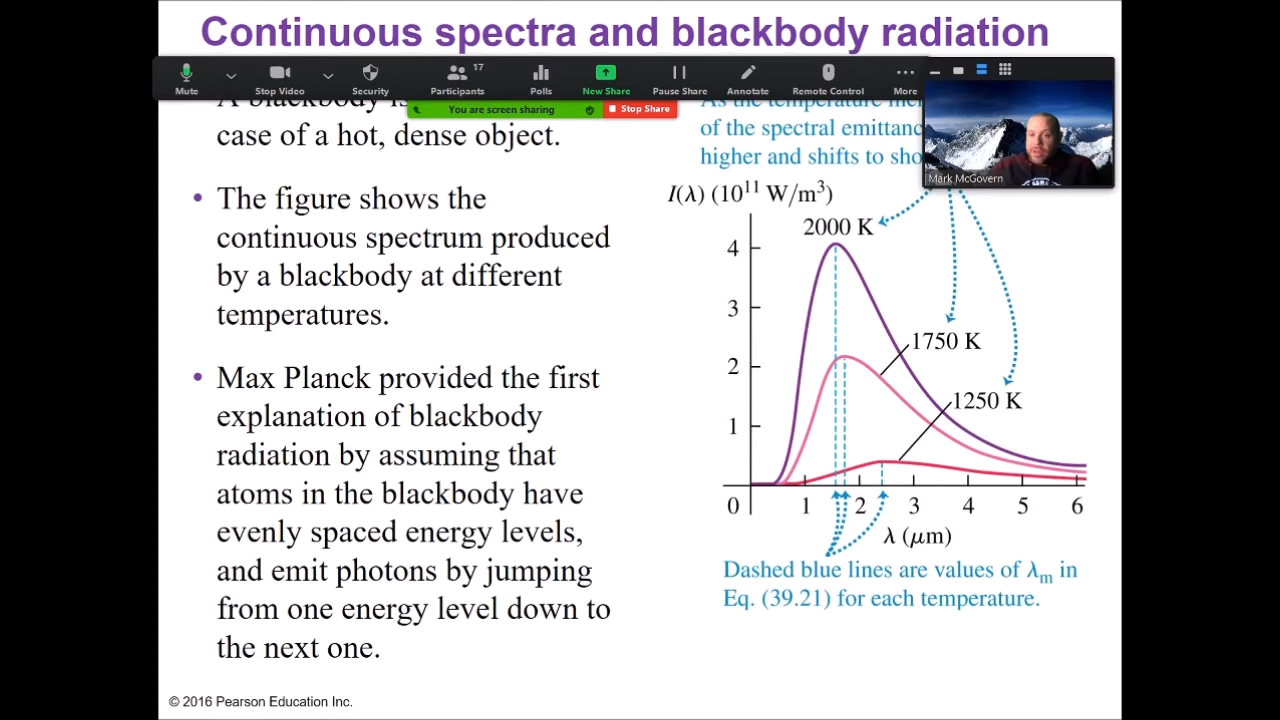 Continuous spectra and blackbody radiation
Mute
Stop Video
Security
17
Participants
Polls
New Share
Pause Share
Annotate
Remote Control
More
You are screen sharing
Stop Share
Mark McGovern
A blackbody is
case of a hot, dense object.
• The figure shows the
continuous spectrum produced
by a blackbody at different
temperatures.
• Max Planck provided the first
explanation of blackbody
radiation by assuming that
atoms in the blackbody have
evenly spaced energy levels,
and emit photons by jumping
from one energy level down to
the next one.
As the temperature
of the spectral
higher and shifts to
I(λ) (10¹¹ W/m³)
2000 K
4
3
1750 K
2
1250 K
1
0 1 2 3 4 5 6
λ (μm)
Dashed blue lines are values of λₘ in
Eq. (39.21) for each temperature.
© 2016 Pearson Education Inc.